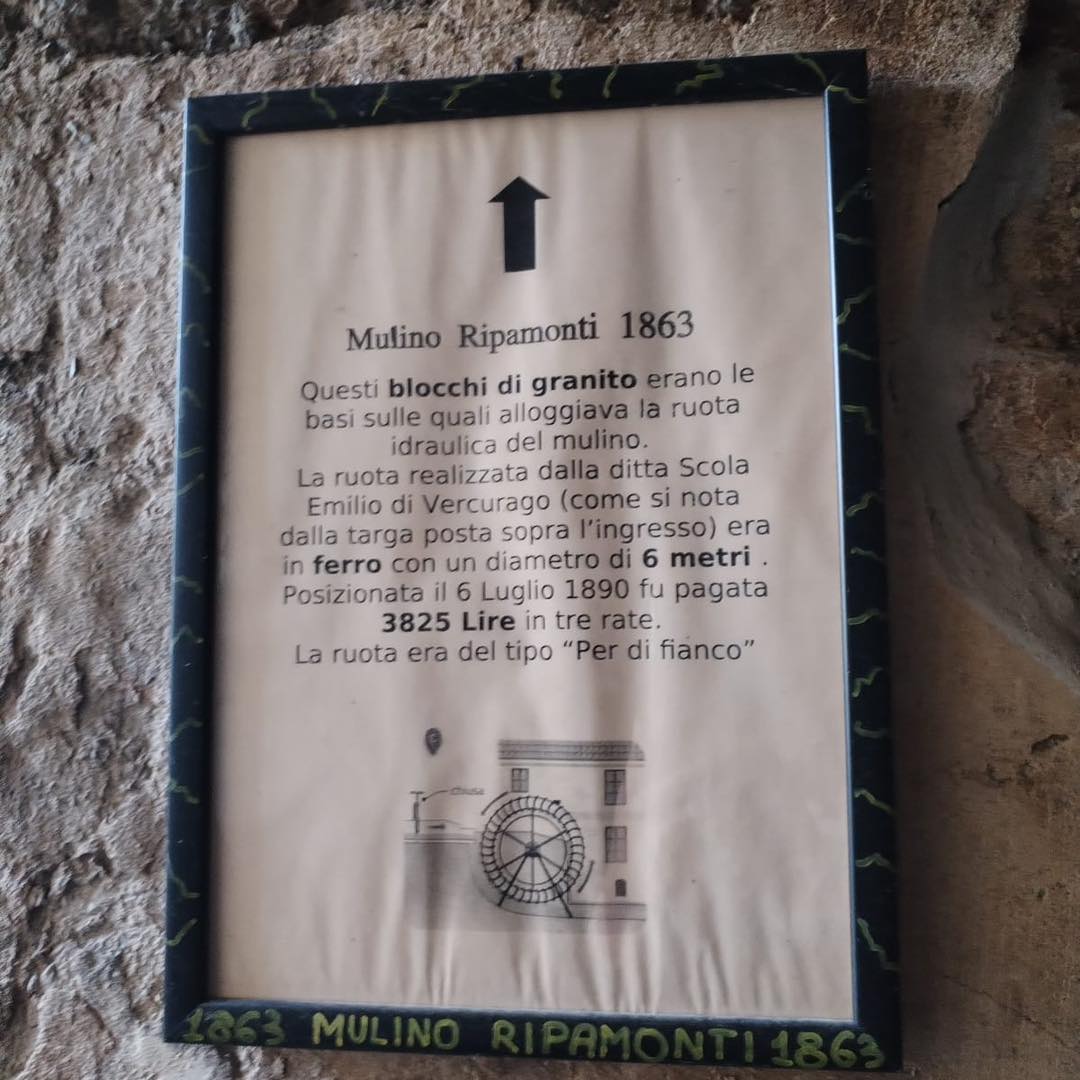 Mulino Ripamonti 1863
Questi blocchi di granito erano le
basi sulle quali alloggiava la ruota
idraulica del mulino.
La ruota realizzata dalla ditta Scola
Emilio di Vercurago (come si nota
dalla targa posta sopra l'ingresso) era
in ferro con un diametro di 6 metri .
Posizionata il 6 Luglio 1890 fu pagata
3825 Lire in tre rate.
La ruota era del tipo “Per di fianco”
chiusa
1863 MULINO RIPAMONTI 1863